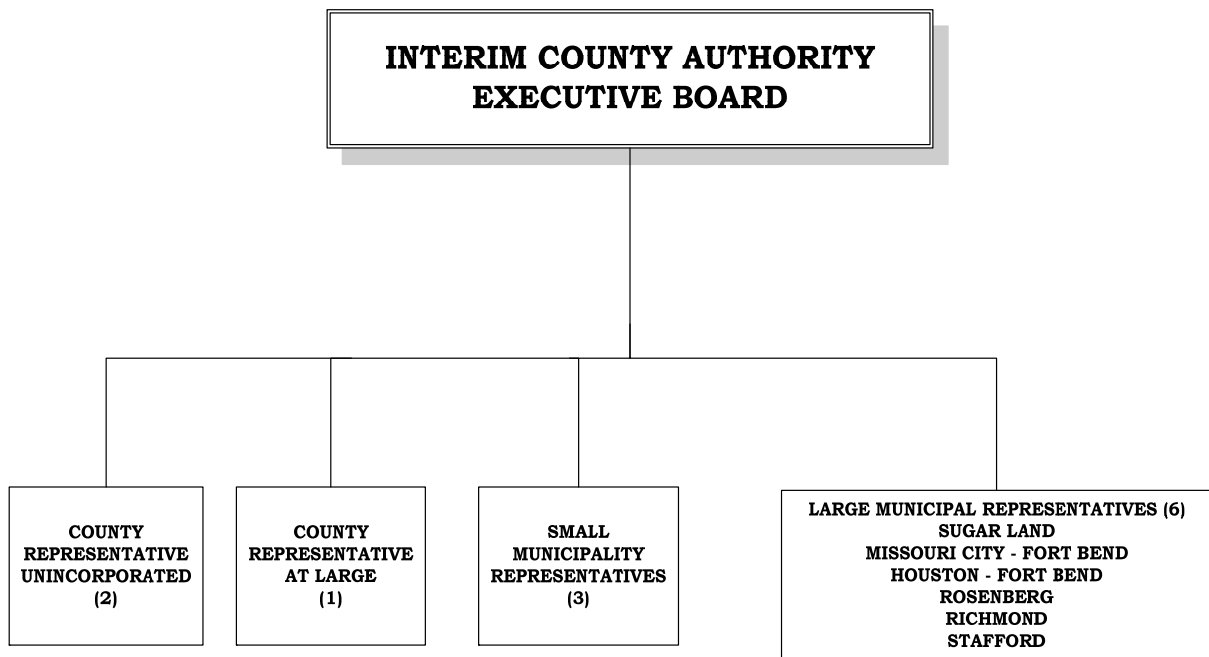 INTERIM COUNTY AUTHORITY
EXECUTIVE BOARD
COUNTY
REPRESENTATIVE
UNINCORPORATED
(2)
COUNTY
REPRESENTATIVE
AT LARGE
(1)
SMALL
MUNICIPALITY
REPRESENTATIVES
(3)
LARGE MUNICIPAL REPRESENTATIVES (6)
SUGAR LAND
MISSOURI CITY - FORT BEND
HOUSTON - FORT BEND
ROSENBERG
RICHMOND
STAFFORD